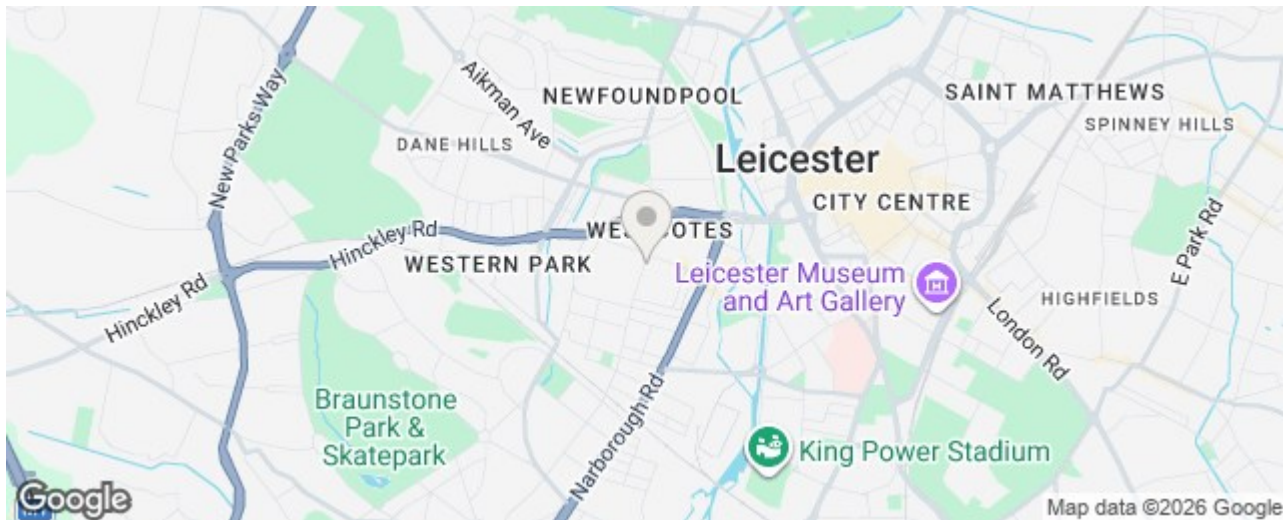 New Parks Way
Aikman Ave
NEWFOUNDPOOL
SAINT MATTHEWS
SPINNEY HILLS
DANE HILLS
Leicester
CITY CENTRE
E Park Rd
Hinckley Rd
WESTERN PARK
Leicester Museum
and Art Gallery
HIGHFIELDS
Hinckley Rd
London Rd
Braunstone
Park &
Skatepark
Narborough Rd
King Power Stadium
Google
Map data ©2026 Google